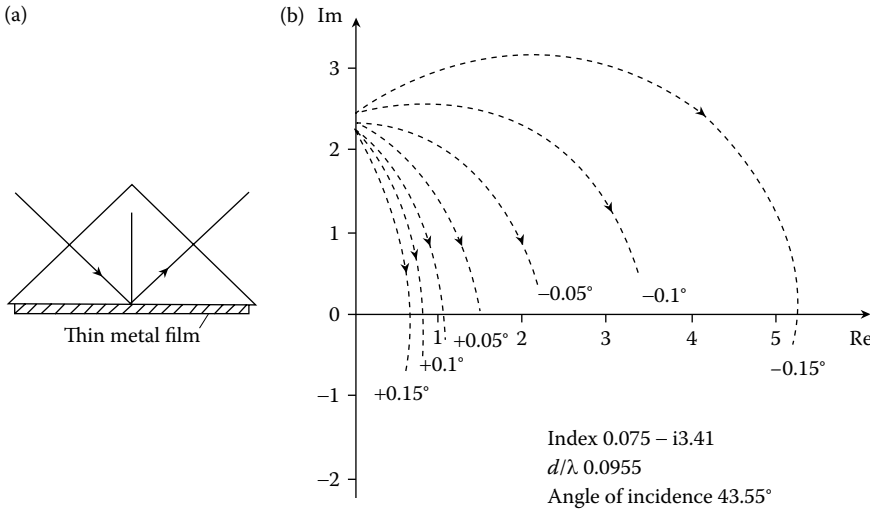 (a)
Thin metal film
(b)
Im
3
2
1
0
−1
−2
1
2
3
4
5
Re
−0.05°
−0.1°
+0.05°
+0.1°
+0.15°
−0.15°
Index 0.075 − i3.41
d/λ 0.0955
Angle of incidence 43.55°